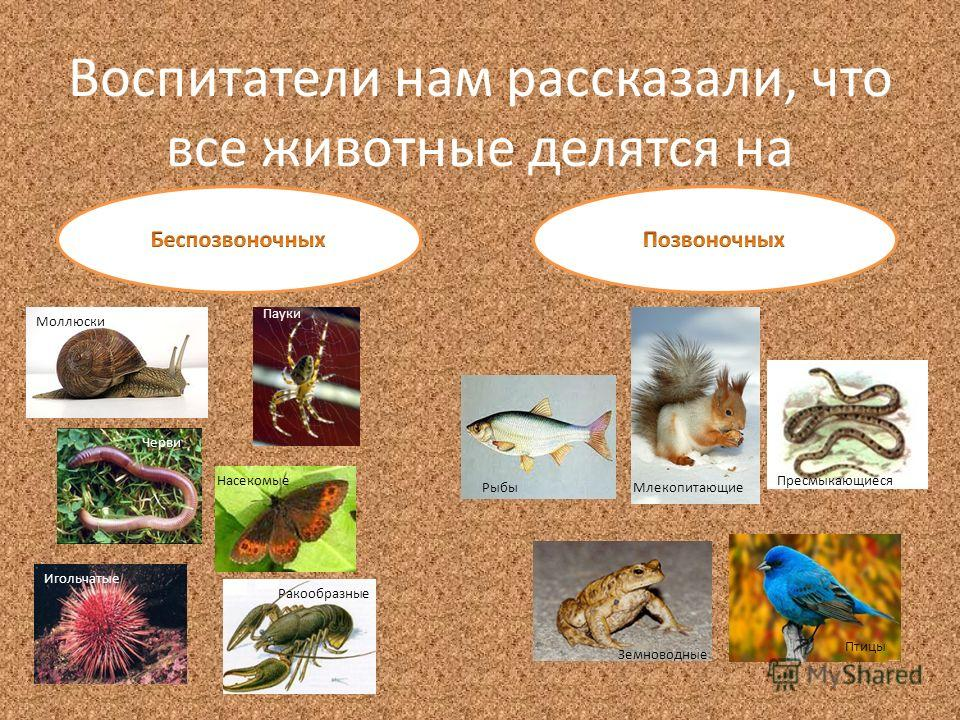 Воспитатели нам рассказали, что
все животные делятся на
Беспозвоночных
Позвоночных
Моллюски
Пауки
Черви
Насекомые
Игольчатые
Ракообразные
Рыбы
Млекопитающие
Пресмыкающиеся
Земноводные
Птицы
MyShared